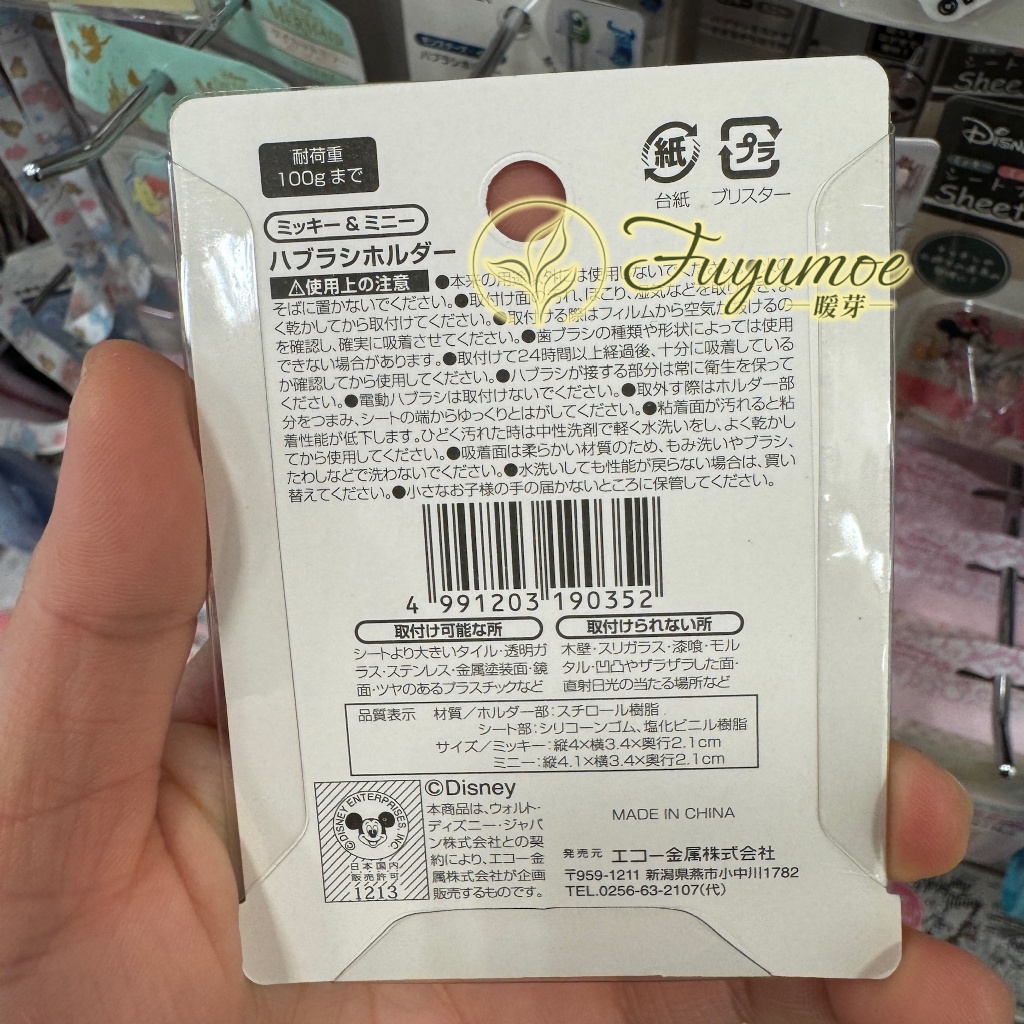 耐荷重
100gまで
紙
台紙
プラ
ブリスター
ミッキー & ミニー
ハブラシホルダー
Fuyumoe
暖芽
⚠使用上の注意 ●本来の用
そばに置かないでください。●取付け面の
く乾かしてから取付けてください。●取付ける際はフィルムから空気が抜けるの
を確認し、確実に吸着させてください。●歯ブラシの種類や形状によっては使用
できない場合があります。●取付けて24時間以上経過後、十分に吸着している
か確認してから使用してください。●ハブラシが接する部分は常に衛生を保って
ください。●電動ハブラシは取付けないでください。●取外す際はホルダー部
分をつまみ、シートの端からゆっくりとはがしてください。●粘着面が汚れると粘
着性能が低下します。ひどく汚れた時は中性洗剤で軽く水洗いをし、よく乾かし
てから使用してください。●吸着面は柔らかい材質のため、もみ洗いやブラシ、
たわしなどで洗わないでください。●水洗いしても性能が戻らない場合は、買い
替えてください。●小さなお子様の手の届かないところに保管してください。
4 991203 190352
取付け可能な所
シートより大きいタイル・透明ガ
ラス・ステンレス・金属塗装面・鏡
面・ツヤのあるプラスチックなど
取付けられない所
木壁・スリガラス・漆喰・モル
タル・凹凸やザラザラした面・
直射日光の当たる場所など
品質表示 材質／ホルダー部：スチロール樹脂
シート部：シリコーンゴム、塩化ビニル樹脂
サイズ／ミッキー：縦4×横3.4×奥行2.1cm
ミニー：縦4.1×横3.4×奥行2.1cm
©DISNEY ENTERPRISES, INC
日本国内
販売許可
1213
©Disney
本商品は、ウォルト・
ディズニー・ジャパ
ン株式会社との契
約により、エコー金
属株式会社が企画
販売するものです。
MADE IN CHINA
発売元 エコー金属株式会社
〒959-1211 新潟県燕市小中川1782
TEL.0256-63-2107(代)
Sheet
Disney
Sheet